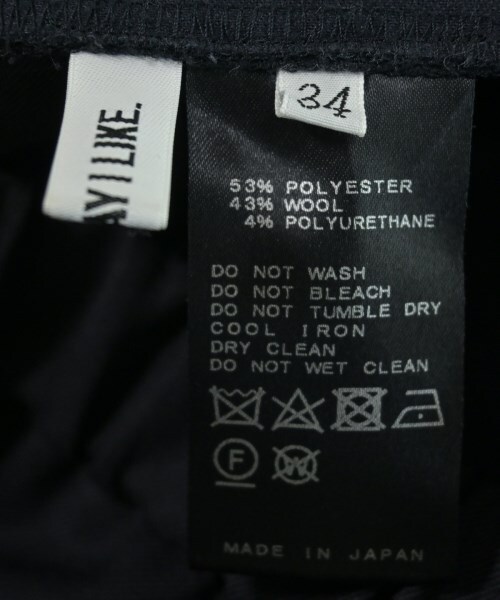 AY I LIKE.
34
53% POLYESTER
43% WOOL
4% POLYURETHANE
DO NOT WASH
DO NOT BLEACH
DO NOT TUMBLE DRY
COOL IRON
DRY CLEAN
DO NOT WET CLEAN
F
W
MADE IN JAPAN